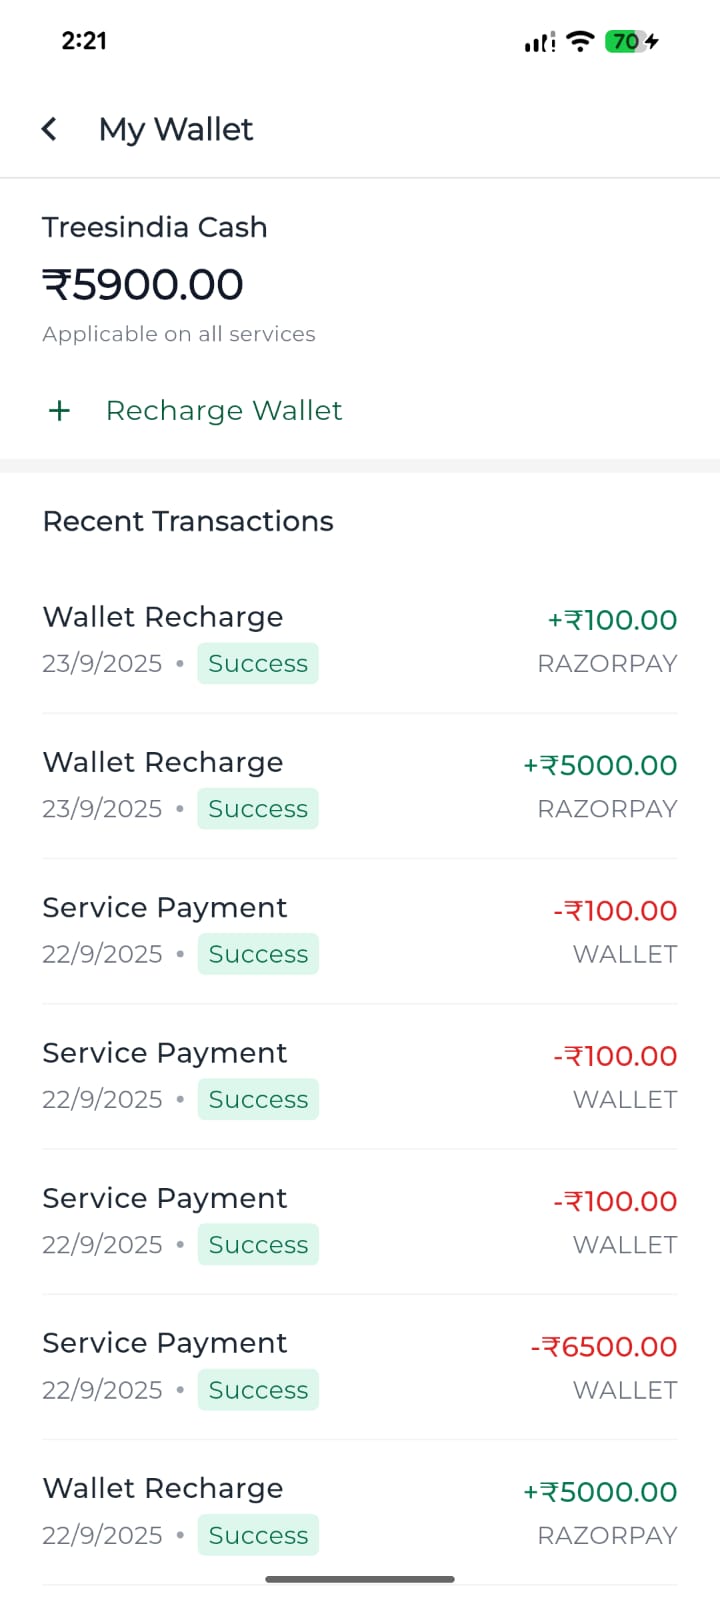 2:21
70
My Wallet
Treesindia Cash
₹5900.00
Applicable on all services
+ Recharge Wallet
Recent Transactions
Wallet Recharge
+₹100.00
23/9/2025 • Success
RAZORPAY
Wallet Recharge
+₹5000.00
23/9/2025 • Success
RAZORPAY
Service Payment
-₹100.00
22/9/2025 • Success
WALLET
Service Payment
-₹100.00
22/9/2025 • Success
WALLET
Service Payment
-₹100.00
22/9/2025 • Success
WALLET
Service Payment
-₹6500.00
22/9/2025 • Success
WALLET
Wallet Recharge
+₹5000.00
22/9/2025 • Success
RAZORPAY